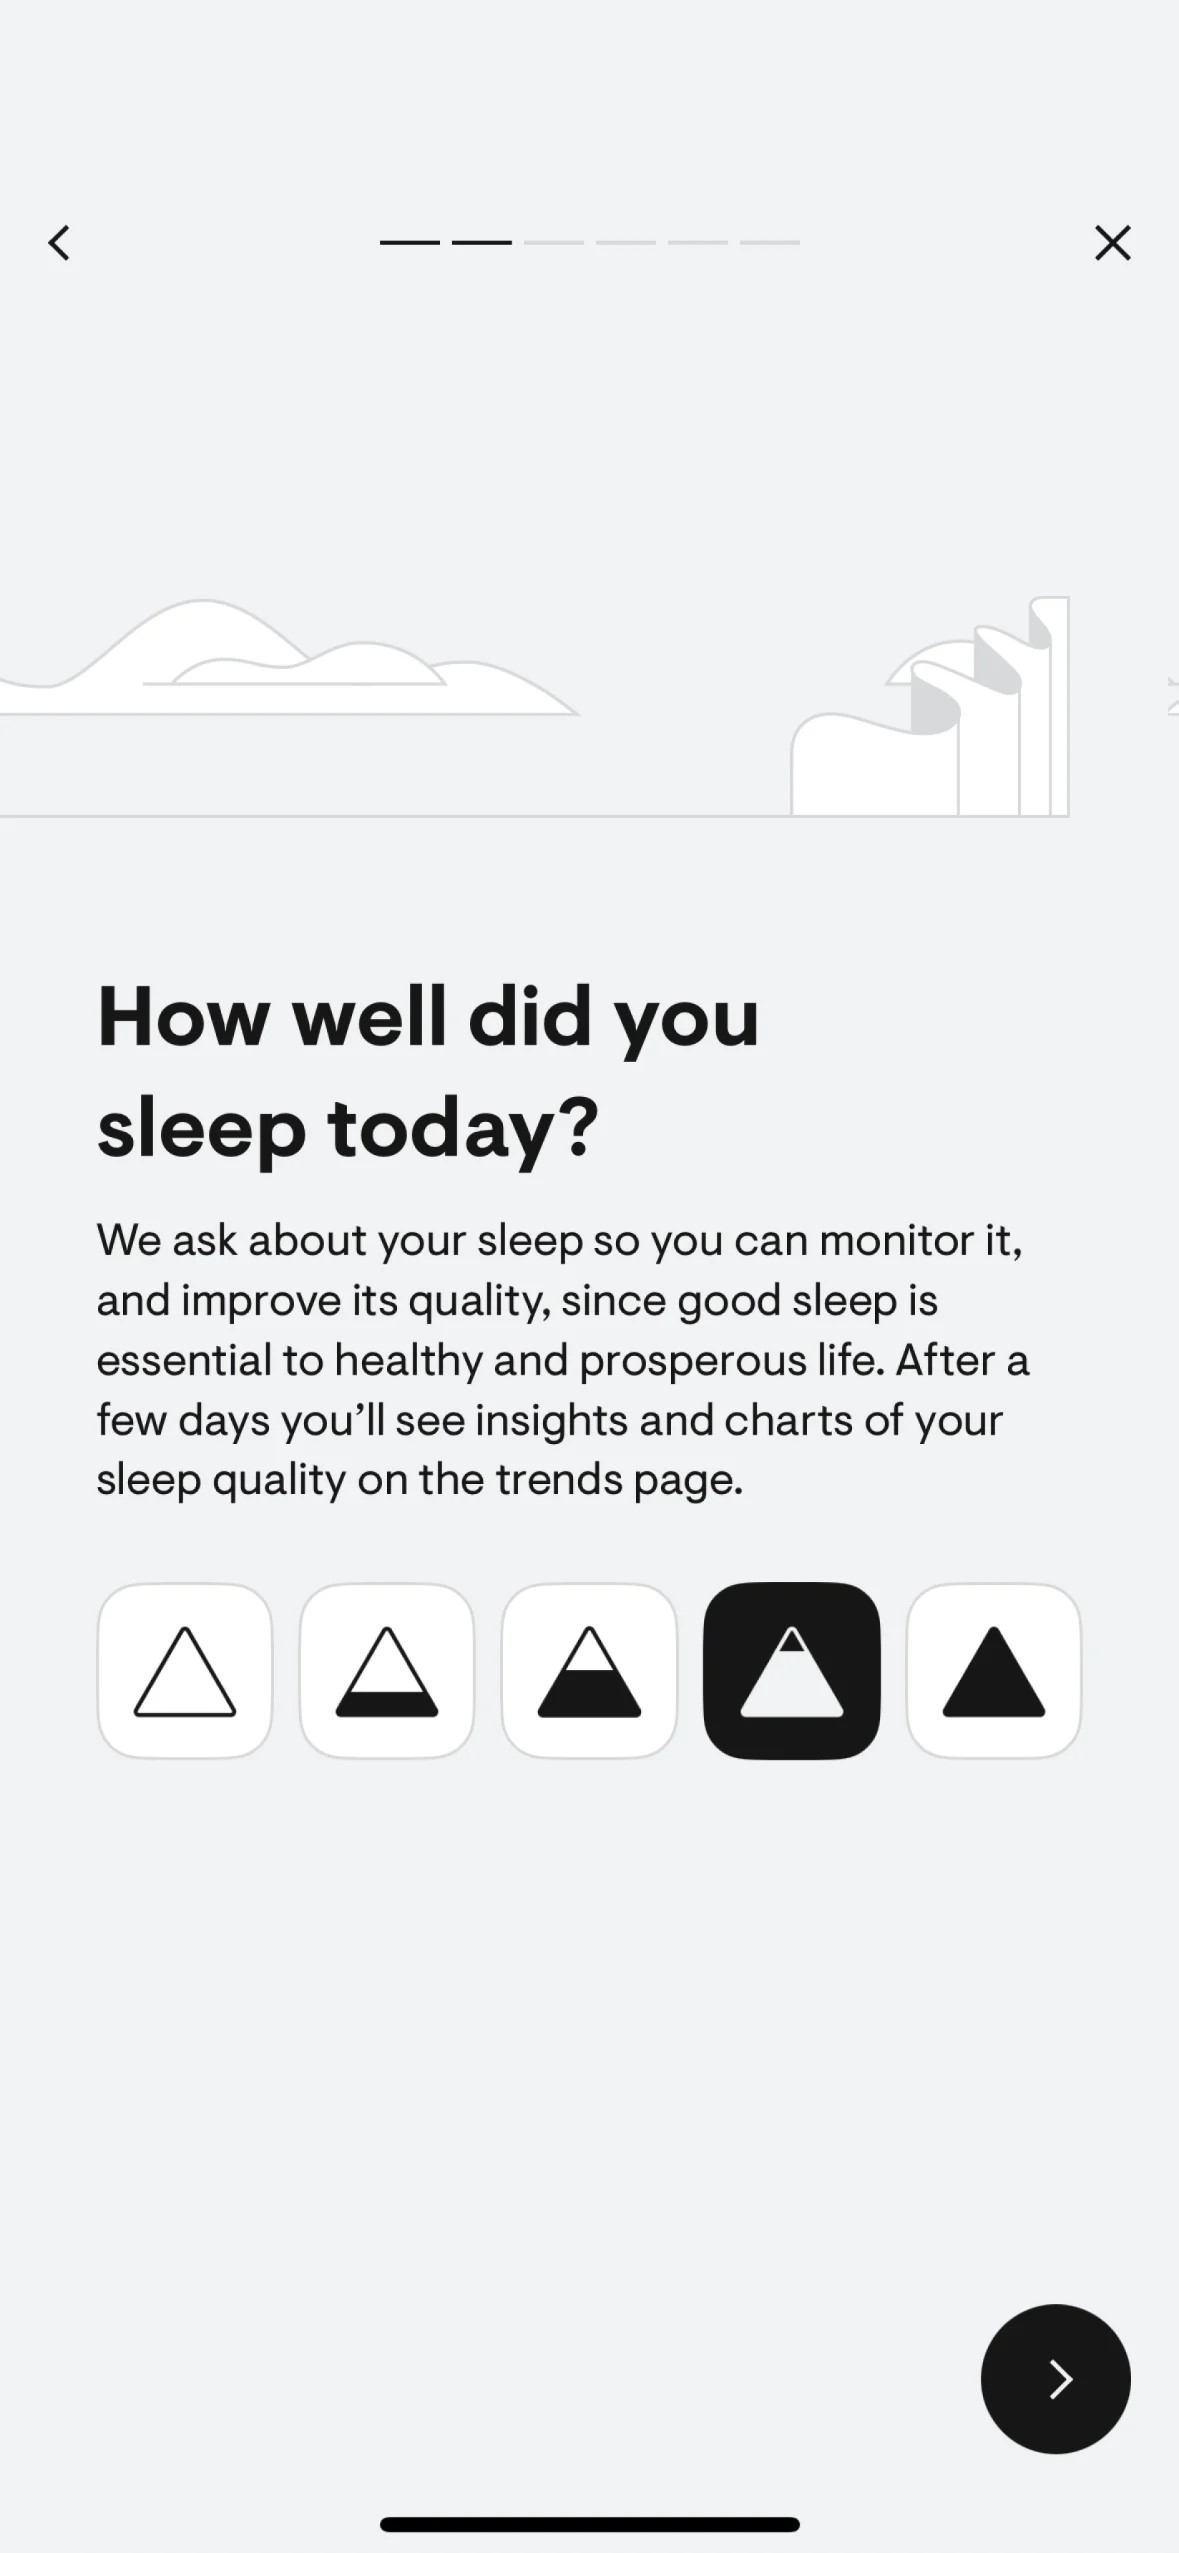 How well did you
sleep today?
We ask about your sleep so you can monitor it,
and improve its quality, since good sleep is
essential to healthy and prosperous life. After a
few days you’ll see insights and charts of your
sleep quality on the trends page.